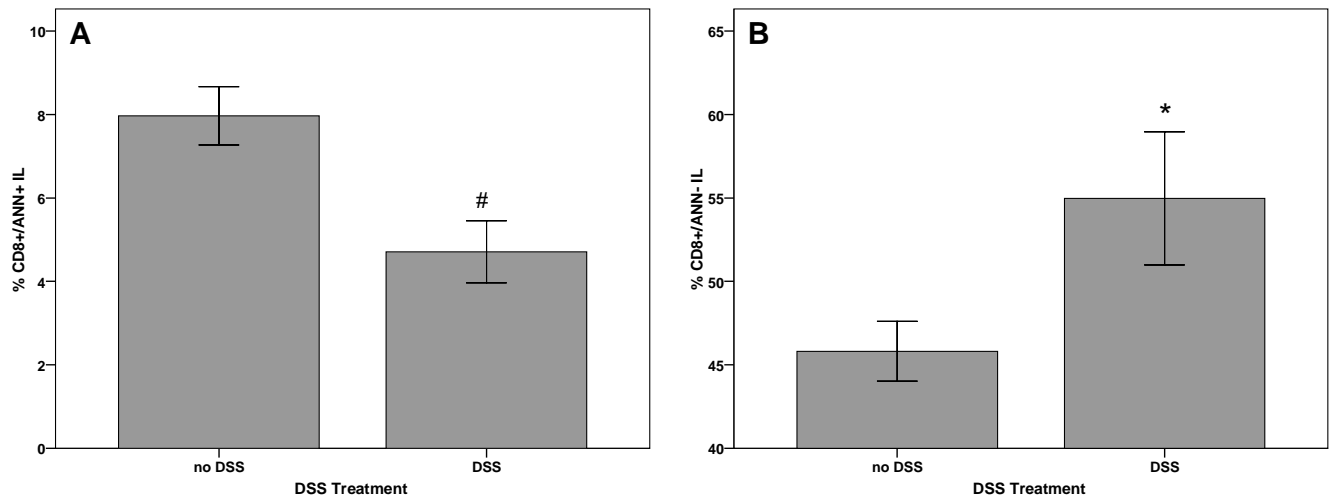 A
10
8
6
4
2
0
% CD8+/ANN+ IL
#
no DSS
DSS
DSS Treatment
B
65
60
55
50
45
40
% CD8+/ANN- IL
*
no DSS
DSS
DSS Treatment